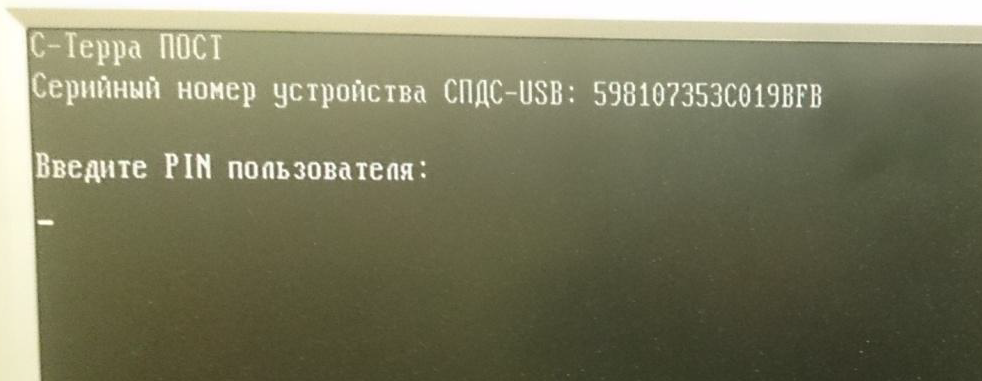 С-Терра ПОСТ
Серийный номер устройства СПДС-USB: 598107353C019BFB
Введите PIN пользователя: